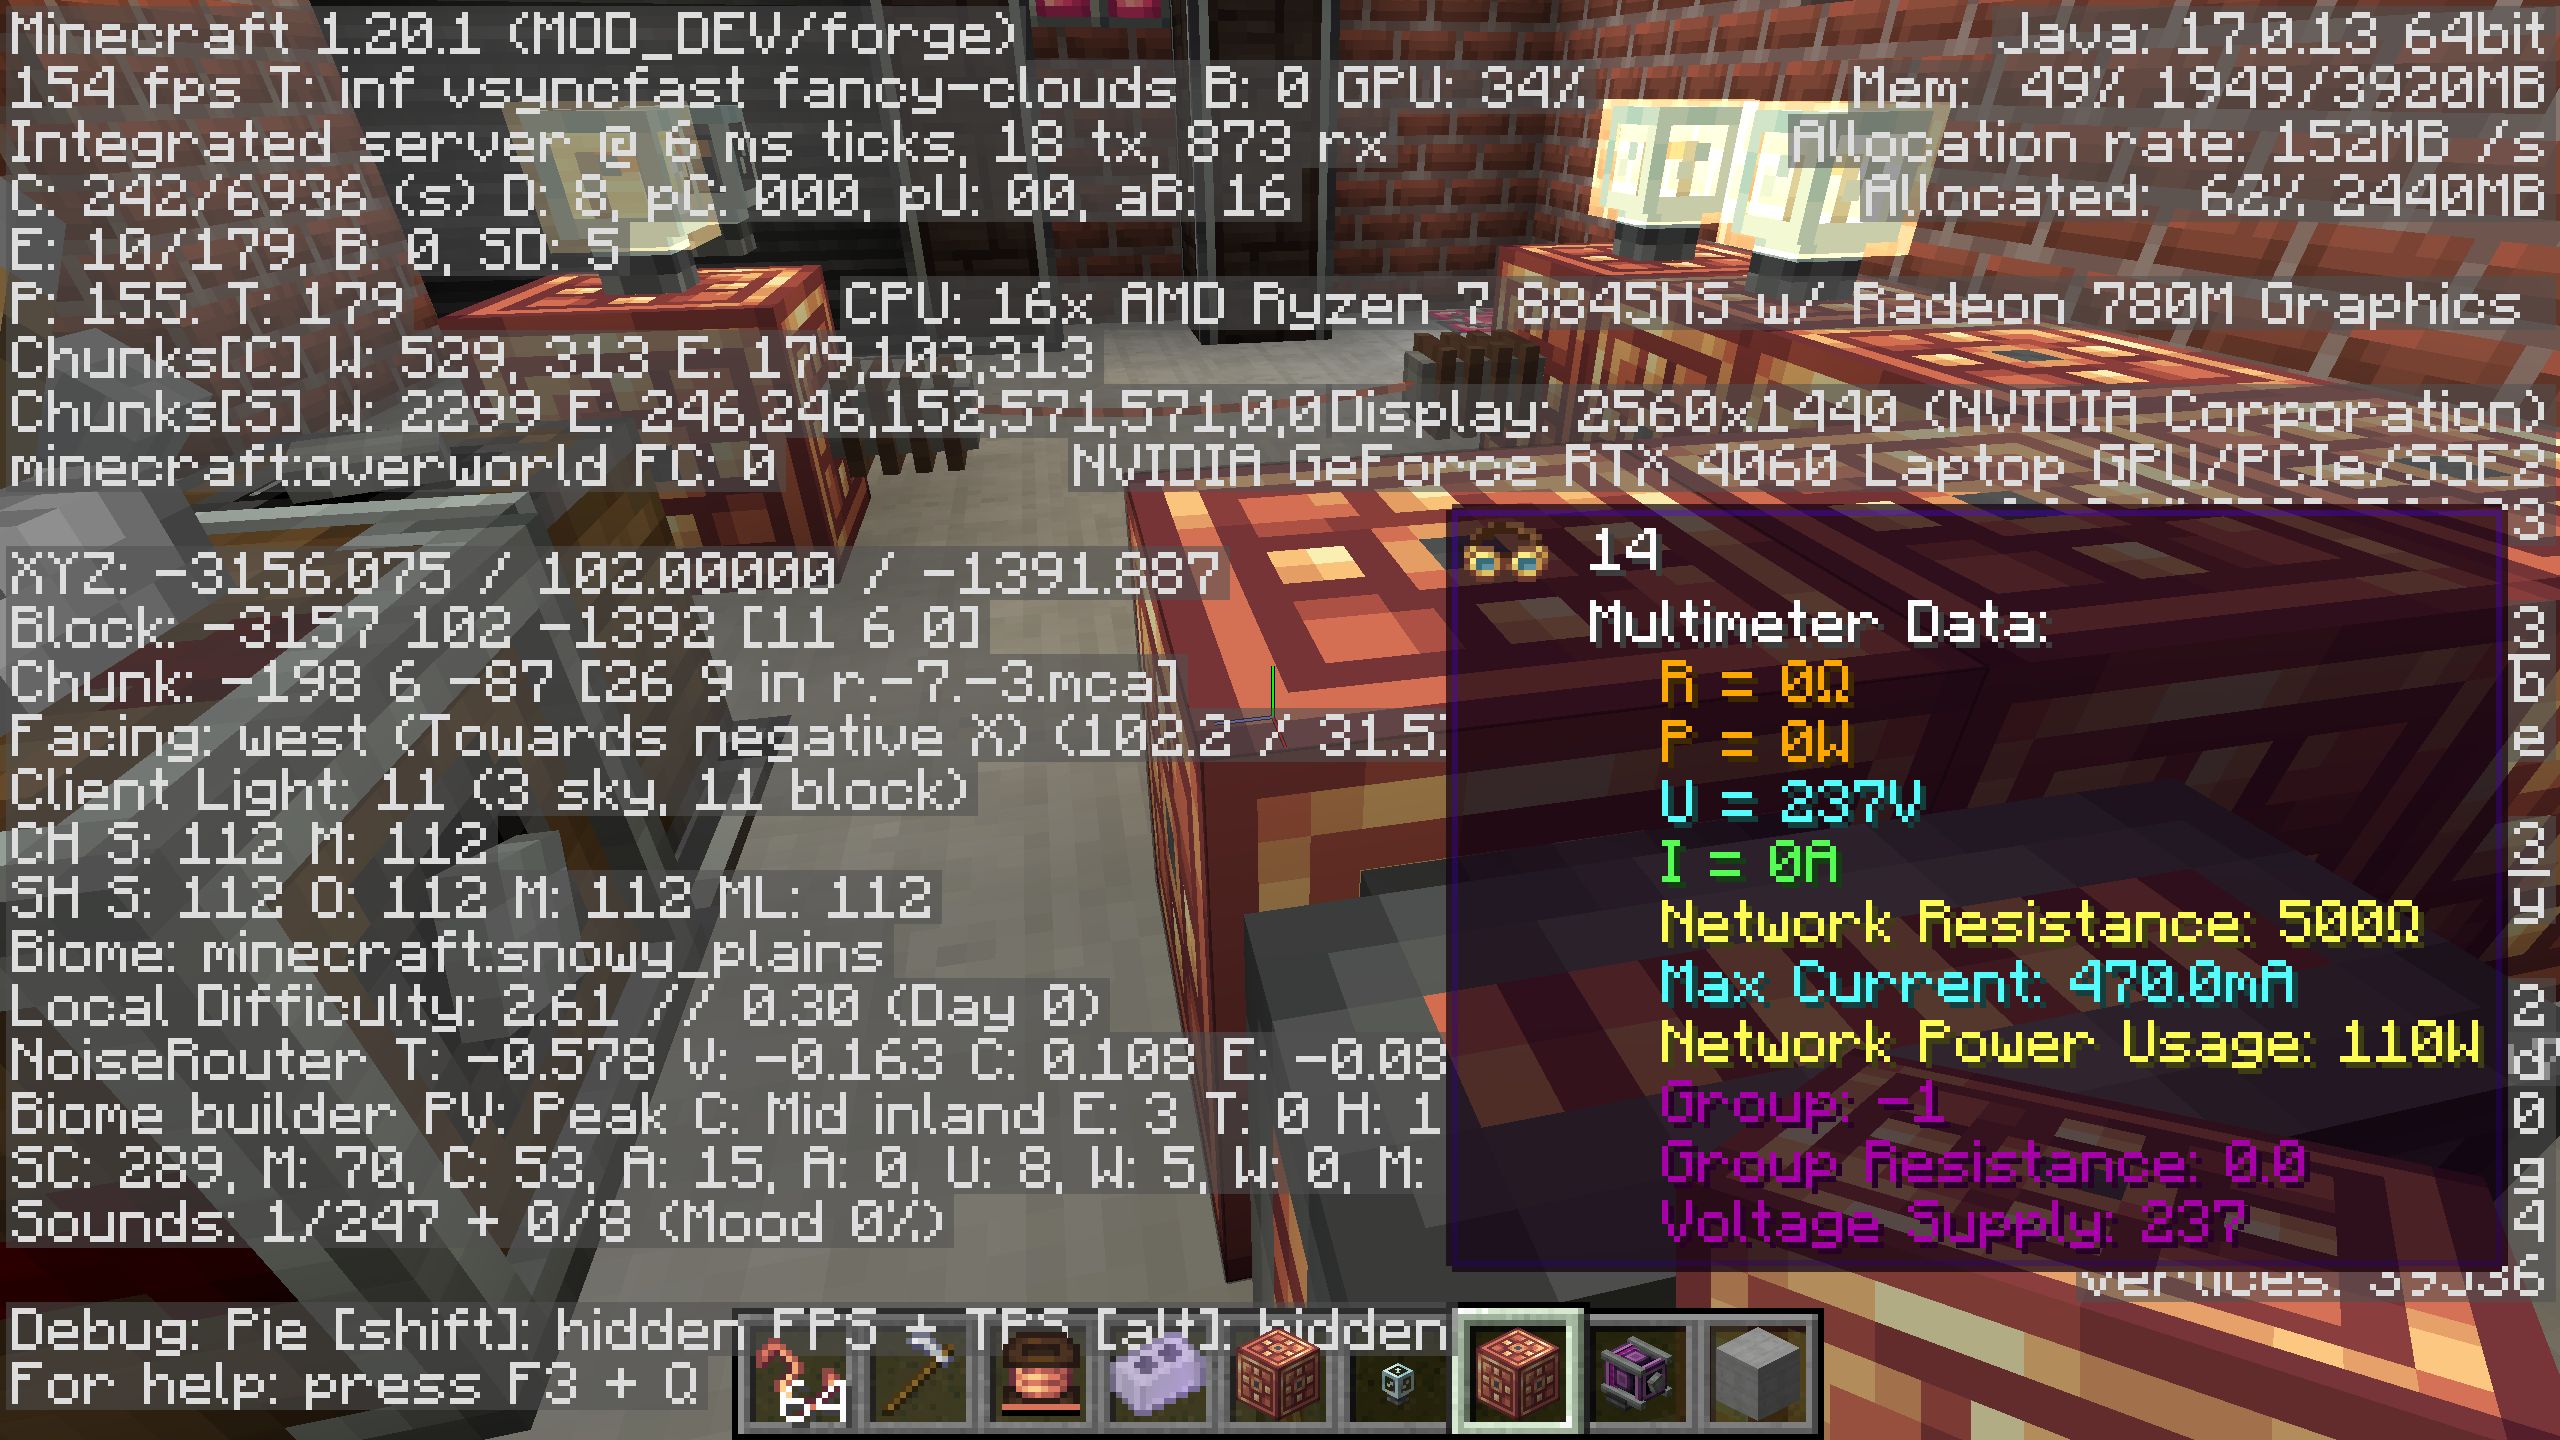 Minecraft 1.20.1 (MOD_DEV/forge)
154 fps T: inf vsyncfast fancy-clouds B: 0 GPU: 34%
Integrated server @ 6 ms ticks, 18 tx, 873 rx
C: 242/6936 (s) D: 8, pC: 000, pU: 00, aB: 16
E: 10/179, B: 0, SD: 5
P: 155. T: 179
Chunks[C] W: 529, 313 E: 179,103,313
Chunks[S] W: 2299 E: 246,246,152,571,571,0,0
minecraft:overworld FC: 0
XYZ: -3156.075 / 102.00000 / -1391.887
Block: -3157 102 -1392 [11 6 0]
Chunk: -198 6 -87 [26 9 in r.-7.-3.mca]
Facing: west (Towards negative X) (102.2 / 31.5
Client Light: 11 (3 sky, 11 block)
CH S: 112 M: 112
SH S: 112 O: 112 M: 112 ML: 112
Biome: minecraft:snowy_plains
Local Difficulty: 2.61 // 0.30 (Day 0)
NoiseRouter T: -0.578 V: -0.163 C: 0.108 E: -0.08
Biome builder PV: Peak C: Mid inland E: 3 T: 0 H: 1
SC: 289, M: 70, C: 53, A: 15, A: 0, U: 8, W: 5, W: 0, M:
Sounds: 1/247 + 0/8 (Mood 0%)
Debug: Pie [shift]: hidden FPS + TPS [alt]: hidden
For help: press F3 + Q
Java: 17.0.13 64bit
Mem: 49% 1949/3920MB
Allocation rate: 152MB /s
Allocated: 62% 2440MB
CPU: 16x AMD Ryzen 7 8845HS w/ Radeon 780M Graphics
Display: 2560x1440 (NVIDIA Corporation)
NVIDIA GeForce RTX 4060 Laptop GPU/PCIe/SSE2
14
Multimeter Data:
R = 0Ω
P = 0W
U = 237V
I = 0A
Network Resistance: 500Ω
Max Current: 470.0mA
Network Power Usage: 110W
Group: -1
Group Resistance: 0.0
Voltage Supply: 237
64